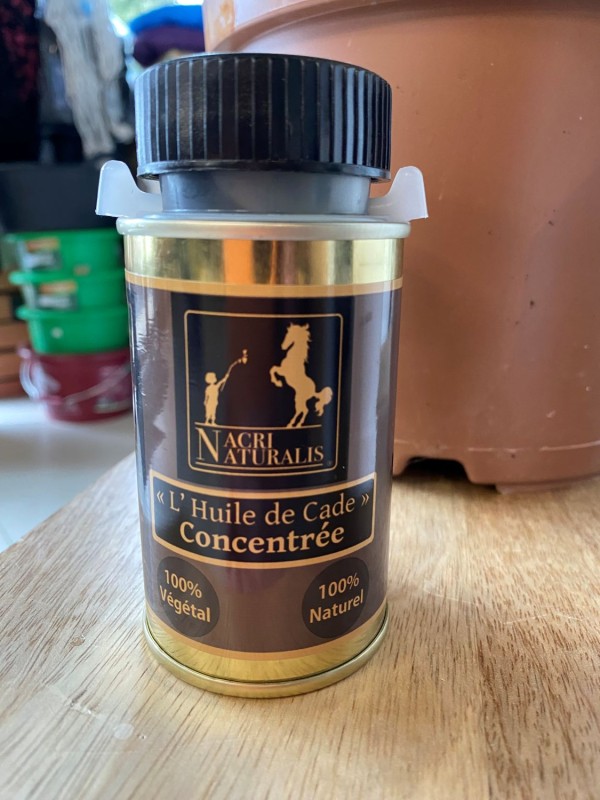 NACRI
NATURALIS
« L' Huile de Cade »
Concentrée
100%
Végétal
100%
Naturel